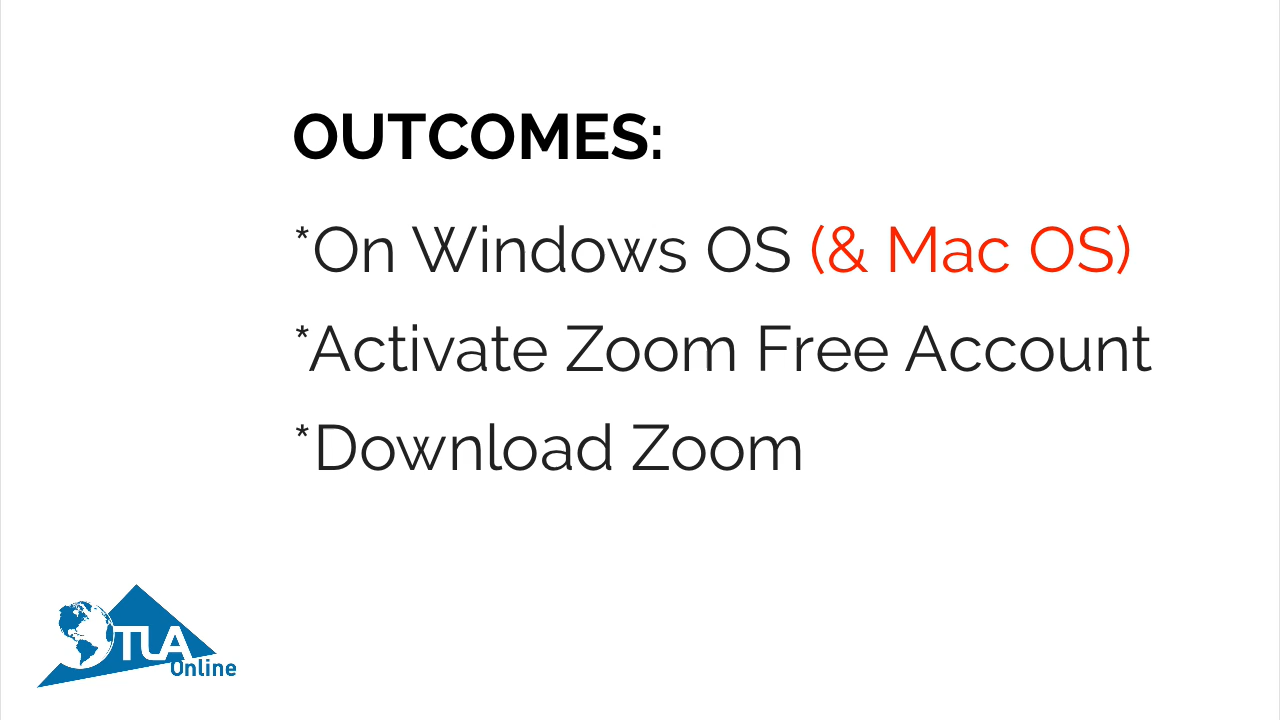 OUTCOMES:
*On Windows OS (& Mac OS)
*Activate Zoom Free Account
*Download Zoom
TLA
Online